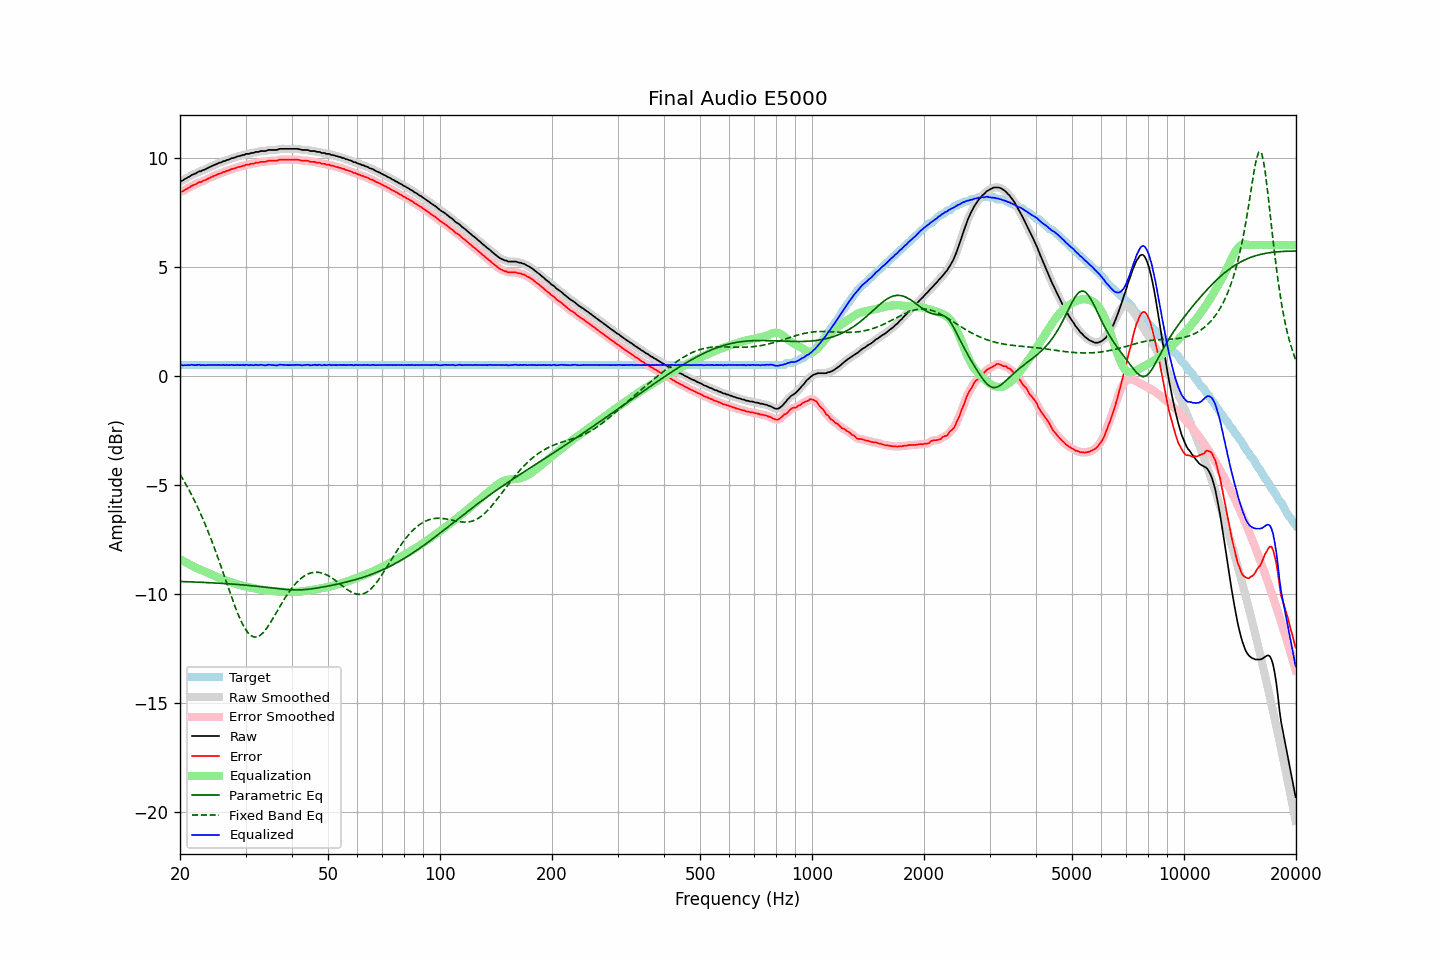 Final Audio E5000
10
5
0
−5
−10
−15
−20
Amplitude (dBr)
Target
Raw Smoothed
Error Smoothed
Raw
Error
Equalization
Parametric Eq
Fixed Band Eq
Equalized
20 50 100 200 500 1000 2000 5000 10000 20000
Frequency (Hz)